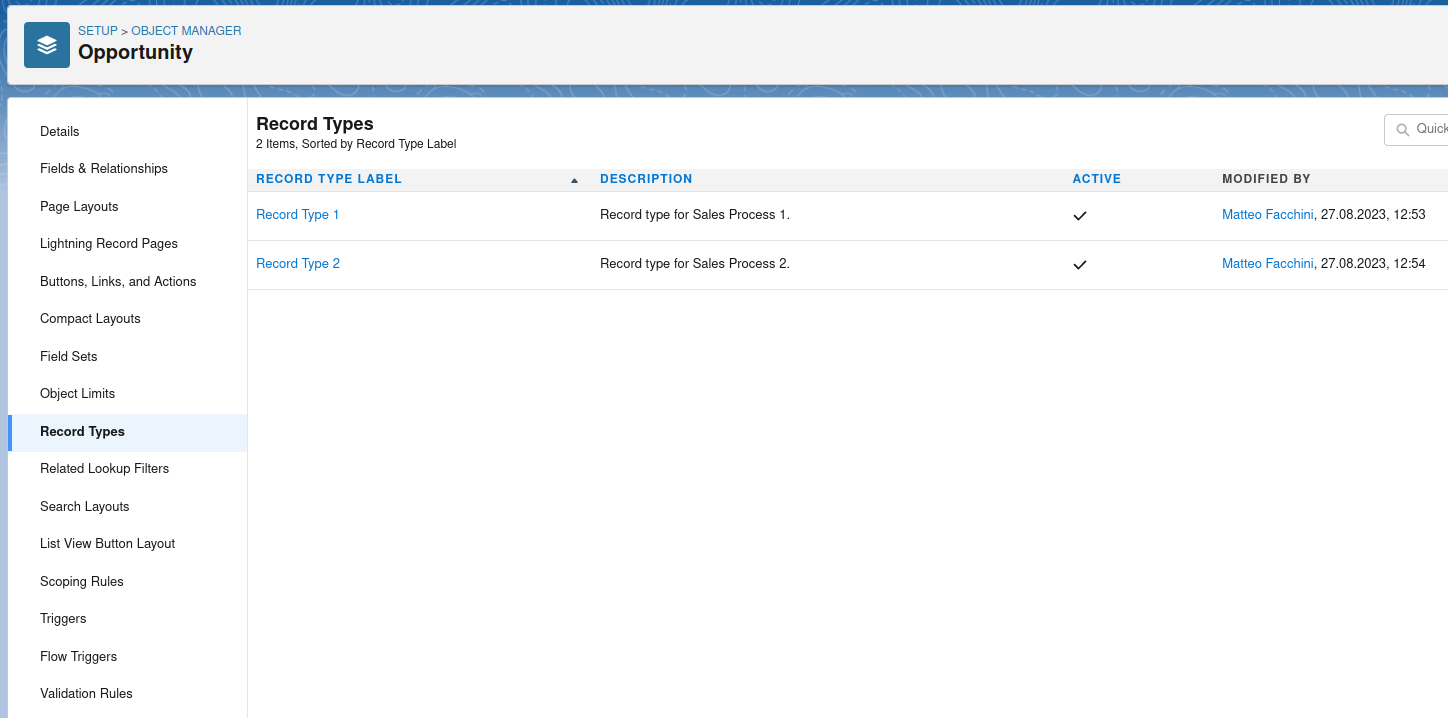 SETUP > OBJECT MANAGER
Opportunity
Details
Fields & Relationships
Page Layouts
Lightning Record Pages
Buttons, Links, and Actions
Compact Layouts
Field Sets
Object Limits
Record Types
Related Lookup Filters
Search Layouts
List View Button Layout
Scoping Rules
Triggers
Flow Triggers
Validation Rules
Record Types
2 Items, Sorted by Record Type Label
Quick
RECORD TYPE LABEL DESCRIPTION ACTIVE MODIFIED BY
Record Type 1 Record type for Sales Process 1. Matteo Facchini, 27.08.2023, 12:53
Record Type 2 Record type for Sales Process 2. Matteo Facchini, 27.08.2023, 12:54